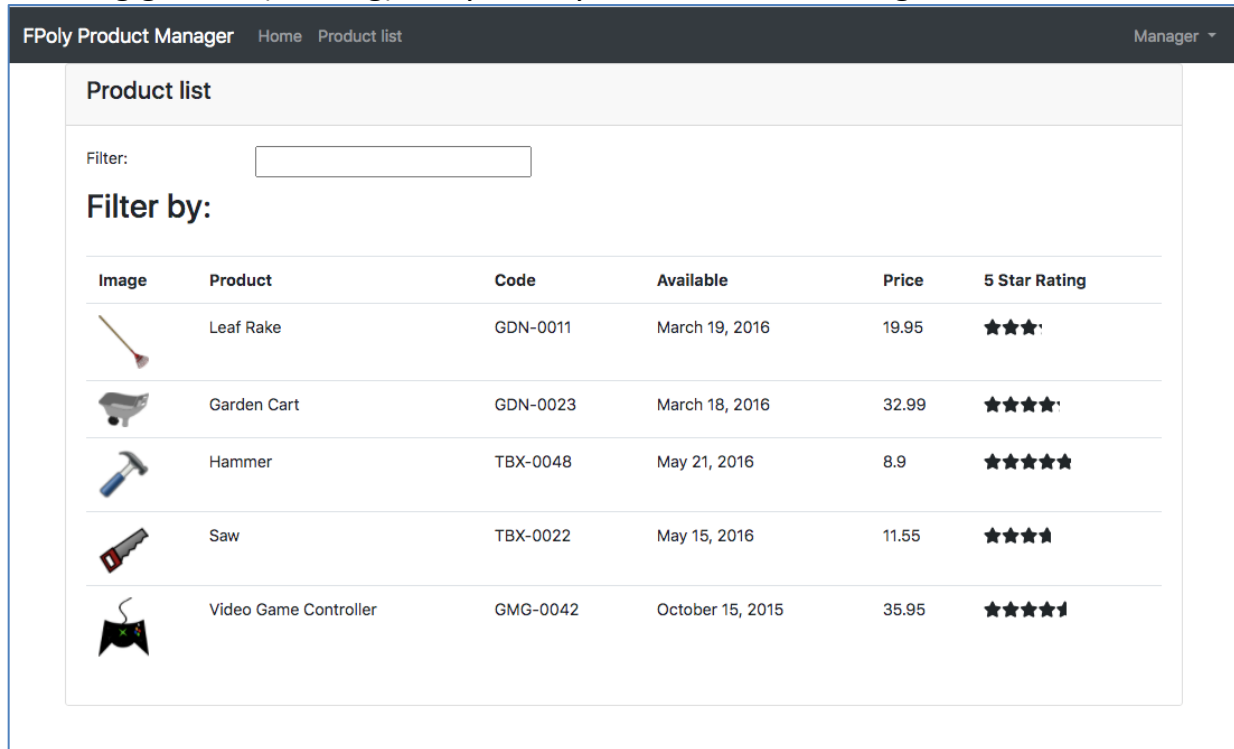 FPoly Product Manager Home Product list Manager
Product list
Filter:
Filter by:
Image Product Code Available Price 5 Star Rating
Leaf Rake GDN-0011 March 19, 2016 19.95
Garden Cart GDN-0023 March 18, 2016 32.99
Hammer TBX-0048 May 21, 2016 8.9
Saw TBX-0022 May 15, 2016 11.55
Video Game Controller GMG-0042 October 15, 2015 35.95